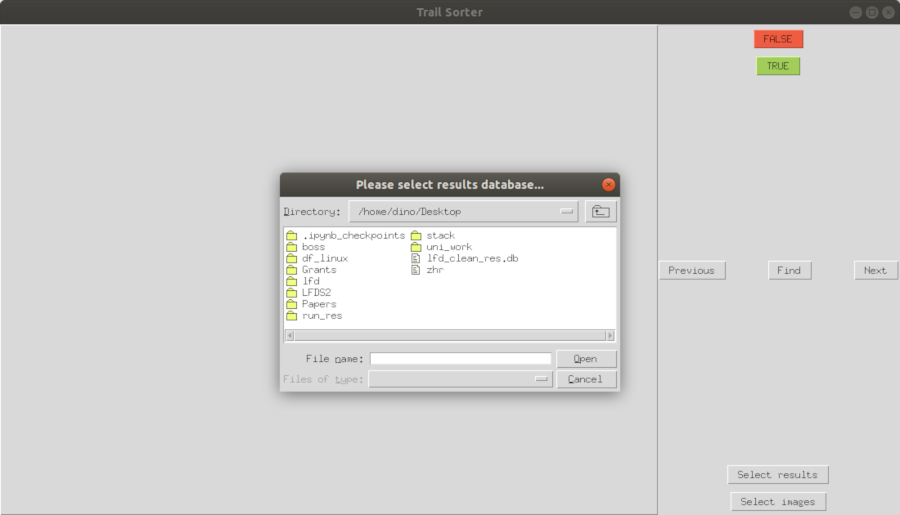 Trail Sorter
FALSE
TRUE
Please select results database...
Directory: /home/dino/Desktop
.ipynb_checkpoints
boss
df_linux
Grants
lfd
LFDS2
Papers
run_res
stack
uni_work
lfd_clean_res.db
zhr
File name:
Open
Files of type:
Cancel
Previous
Find
Next
Select results
Select images